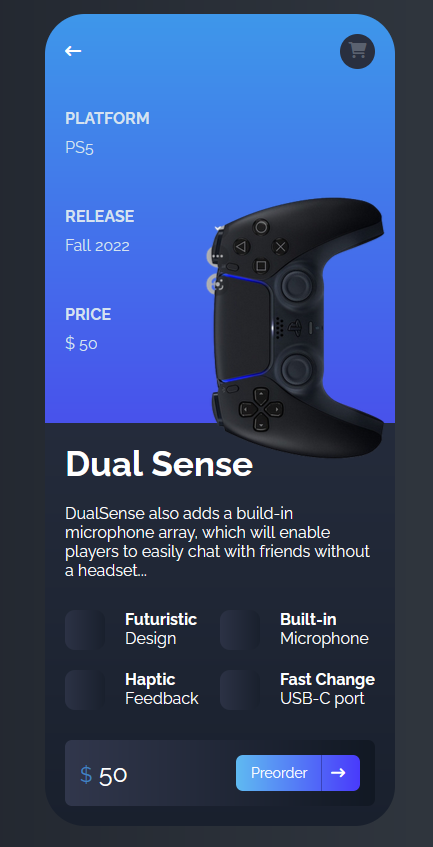 PLATFORM
PS5
RELEASE
Fall 2022
PRICE
$ 50
Dual Sense
DualSense also adds a build-in
microphone array, which will enable
players to easily chat with friends without
a headset...
Futuristic
Design
Built-in
Microphone
Haptic
Feedback
Fast Change
USB-C port
$ 50
Preorder